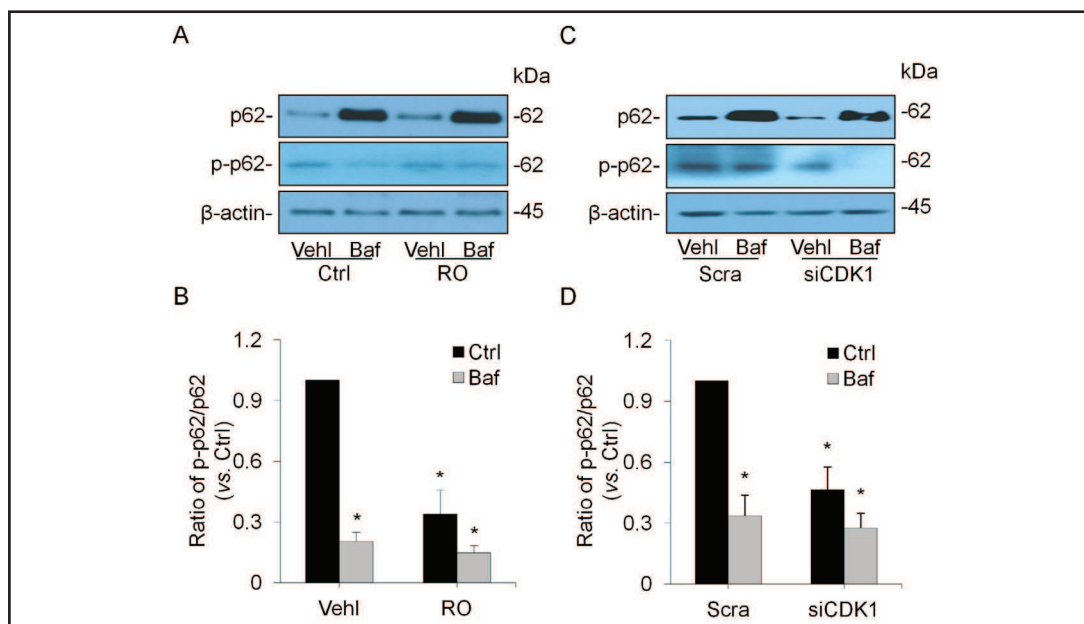 A
kDa
p62-
-62
p-p62-
-62
β-actin-
-45
Vehl Baf Vehl Baf
Ctrl RO
C
kDa
p62-
-62
p-p62-
-62
β-actin-
-45
Vehl Baf Vehl Baf
Scra siCDK1
B
Ratio of p-p62/p62
(vs. Ctrl)
1.2
0.9
0.6
0.3
0
Ctrl
Baf
*
*
*
Vehl RO
D
Ratio of p-p62/p62
(vs. Ctrl)
1.2
0.9
0.6
0.3
0
Ctrl
Baf
*
*
*
Scra siCDK1